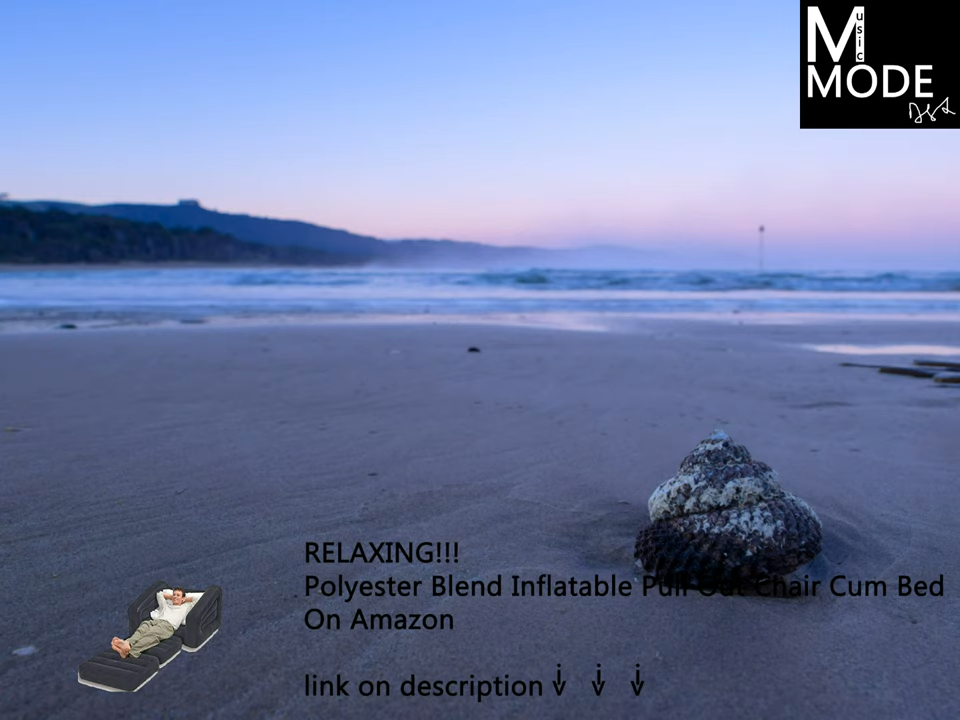 Music
MODE
RELAXING!!!
Polyester Blend Inflatable Pull Out Chair Cum Bed
On Amazon
link on description